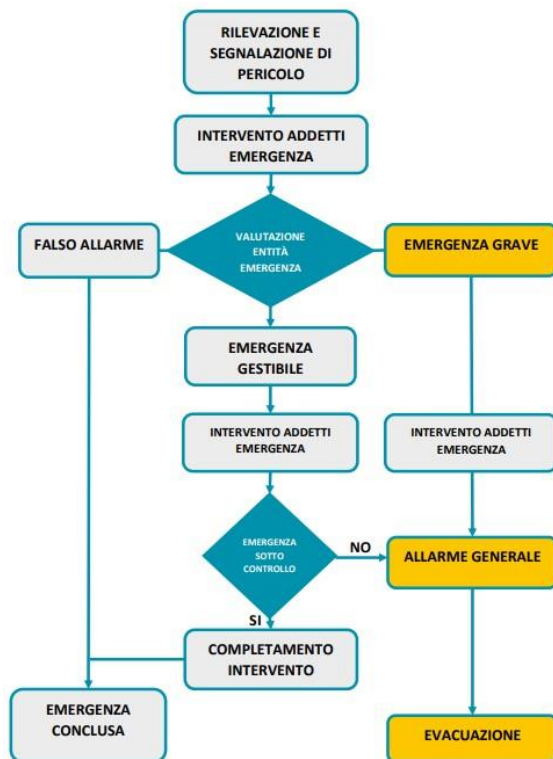 RILEVAZIONE E
SEGNALAZIONE DI
PERICOLO
INTERVENTO ADDETTI
EMERGENZA
FALSO ALLARME
VALUTAZIONE
ENTITÀ
EMERGENZA
EMERGENZA GRAVE
EMERGENZA
GESTIBILE
INTERVENTO ADDETTI
EMERGENZA
INTERVENTO ADDETTI
EMERGENZA
EMERGENZA
SOTTO
CONTROLLO
NO
ALLARME GENERALE
SI
COMPLETAMENTO
INTERVENTO
EMERGENZA
CONCLUSA
EVACUAZIONE